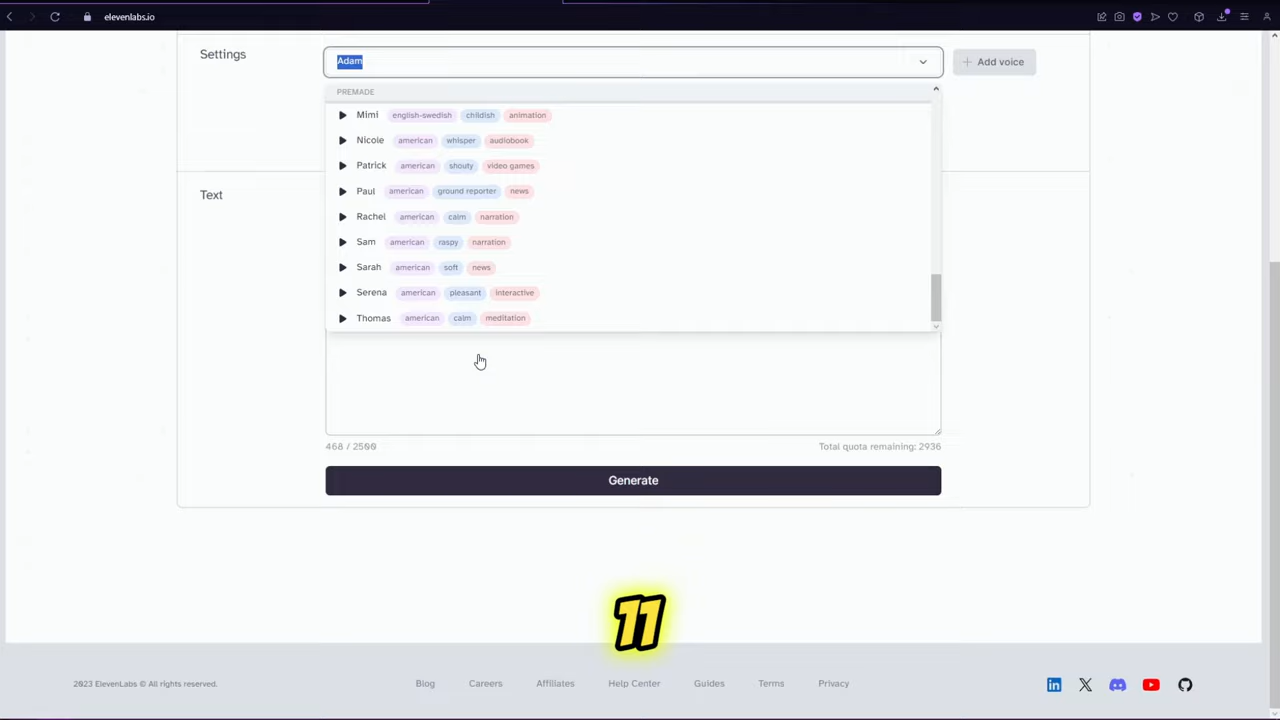 elevenlabs.io
Settings
Adam
Add voice
PREMADE
Mimi english-swedish childish animation
Nicole american whisper audiobook
Patrick american shouty video games
Paul american ground reporter news
Rachel american calm narration
Sam american raspy narration
Sarah american soft news
Serena american pleasant interactive
Thomas american calm meditation
Text
468 / 2500
Total quota remaining: 2936
Generate
11
2023 ElevenLabs © All rights reserved.
Blog
Careers
Affiliates
Help Center
Guides
Terms
Privacy